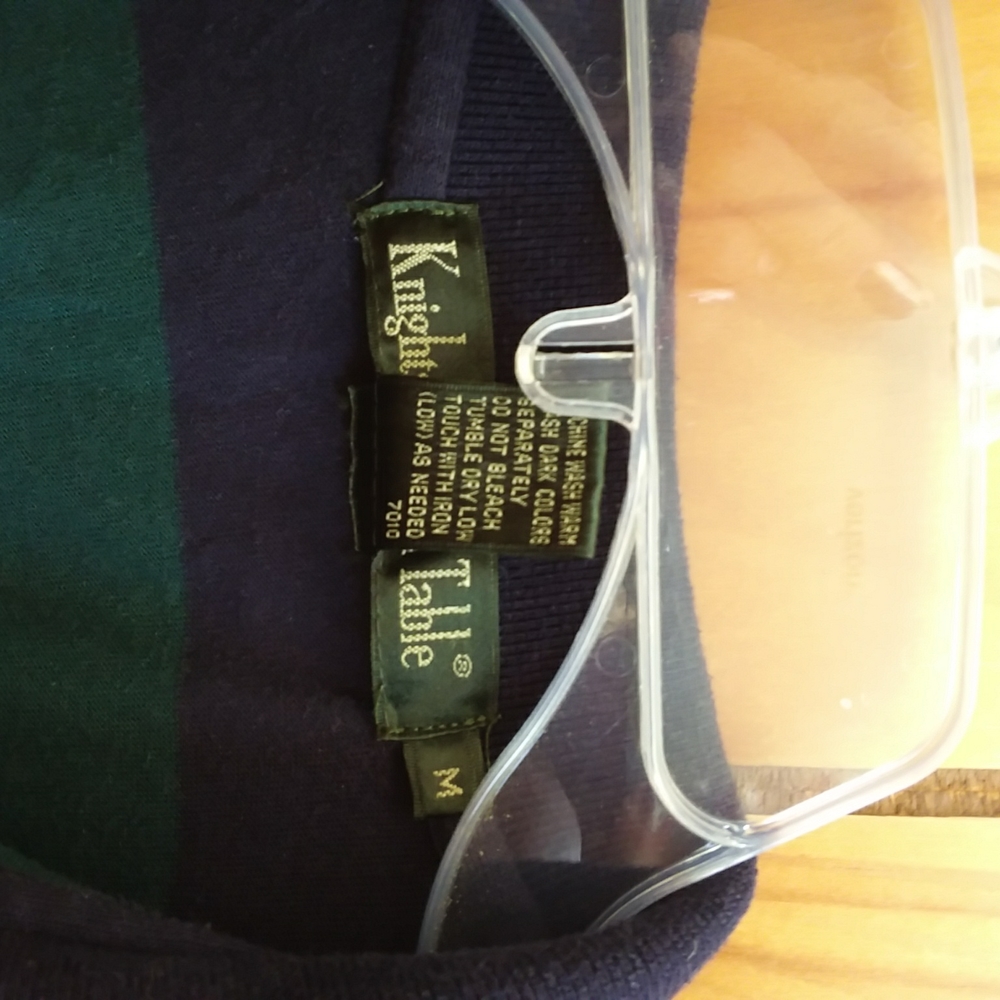 Knights
Table®
M
CHINE WASH WARM
ASH DARK COLORS
SEPARATELY
DO NOT BLEACH
TUMBLE DRY LOW
TOUCH WITH IRON
(LOW) AS NEEDED
7010